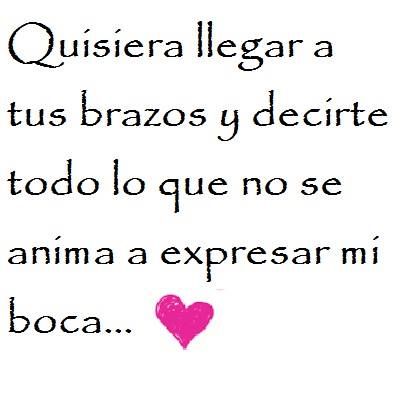 Quisiera llegar a
tus brazos y decirte
todo lo que no se
anima a expresar mi
boca...